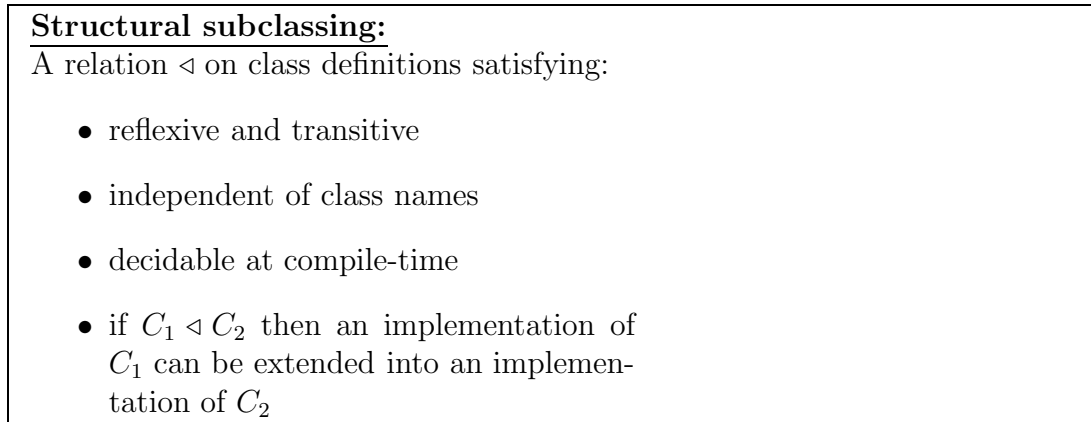 Structural subclassing:
A relation ◃ on class definitions satisfying:
• reflexive and transitive
• independent of class names
• decidable at compile-time
• if C₁ ◃ C₂ then an implementation of
C₁ can be extended into an implemen-
tation of C₂